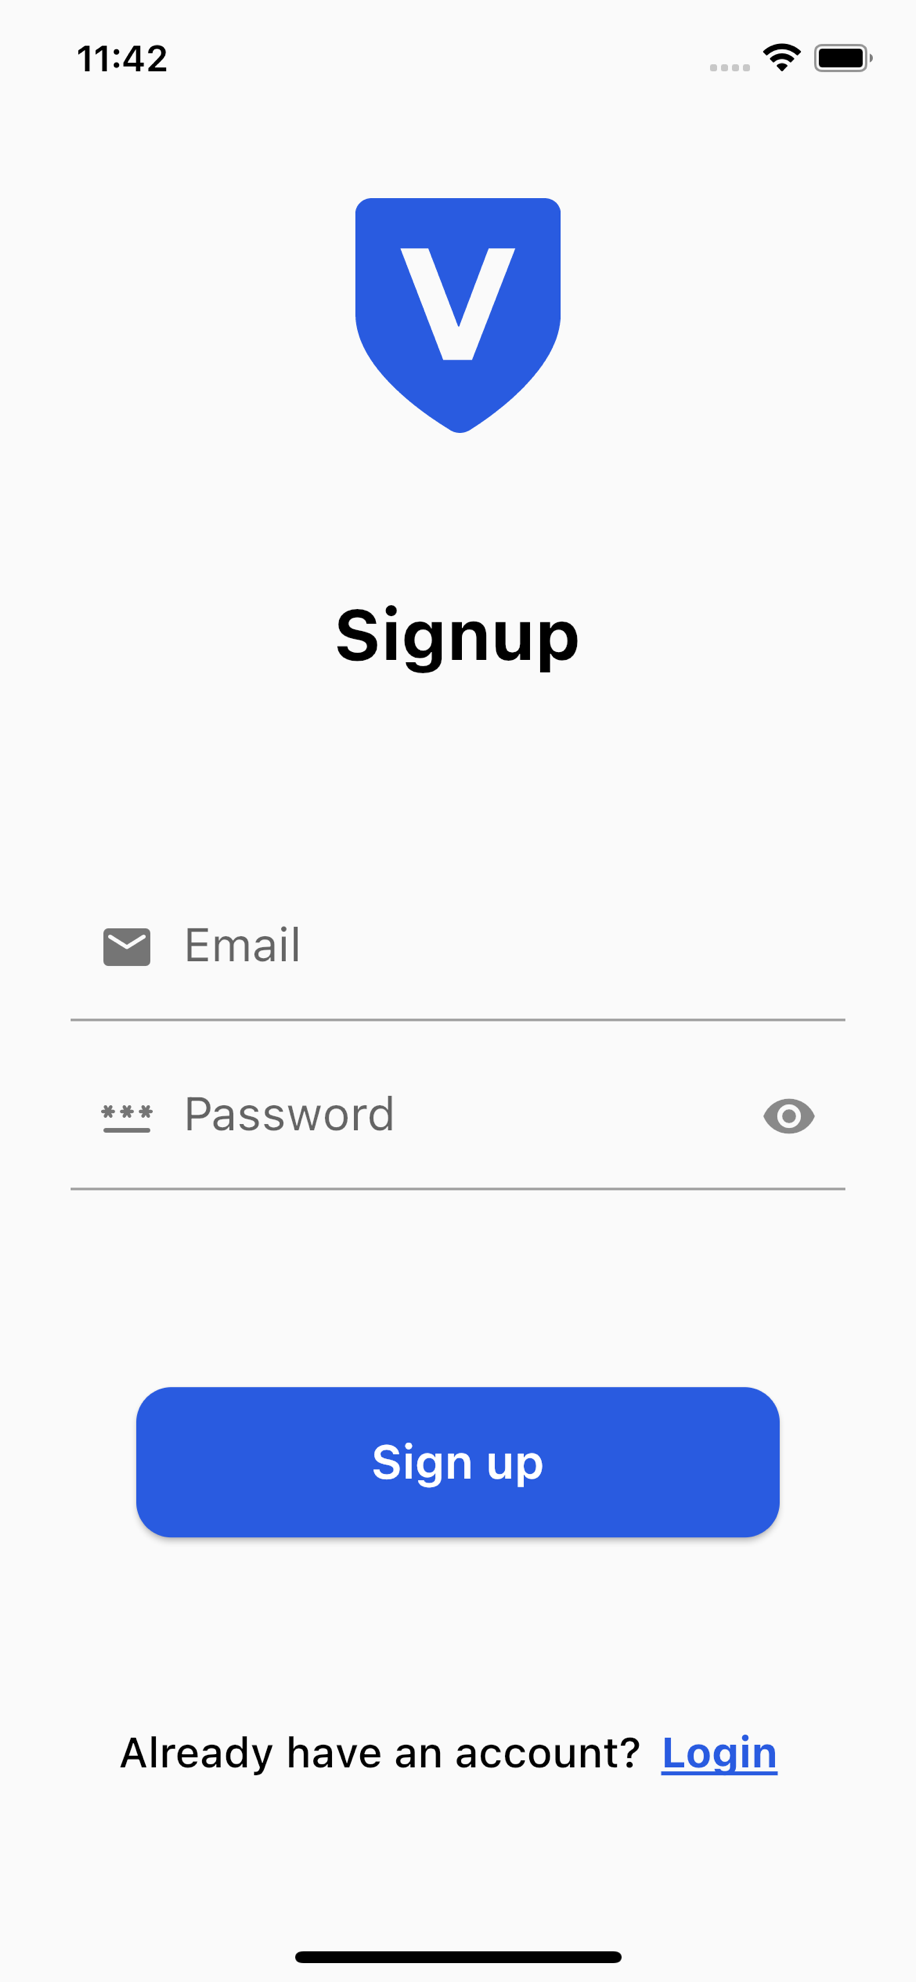 11:42
V
Signup
Email
Password
Sign up
Already have an account? Login